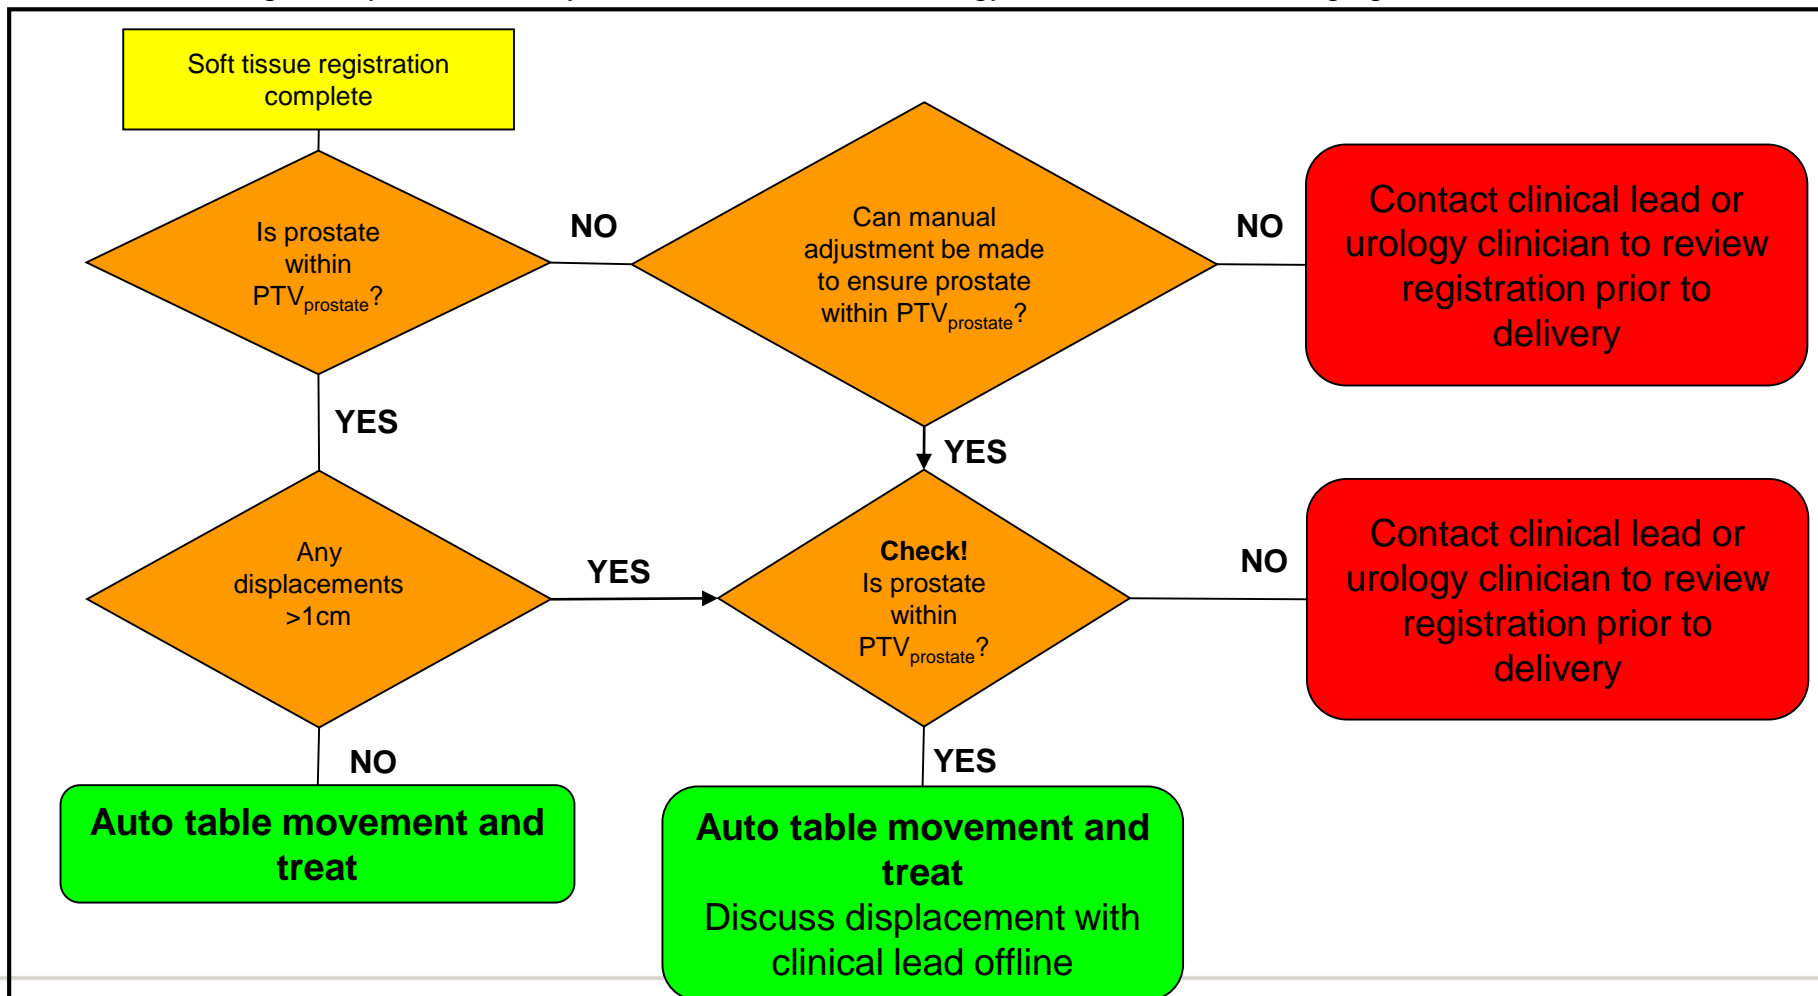 Soft tissue registration
complete
Is prostate
within
PTVprostate?
NO
Can manual
adjustment be made
to ensure prostate
within PTVprostate?
NO
Contact clinical lead or
urology clinician to review
registration prior to
delivery
YES
YES
Any
displacements
>1cm
YES
Check!
Is prostate
within
PTVprostate?
NO
Contact clinical lead or
urology clinician to review
registration prior to
delivery
NO
YES
Auto table movement and
treat
Auto table movement and
treat
Discuss displacement with
clinical lead offline